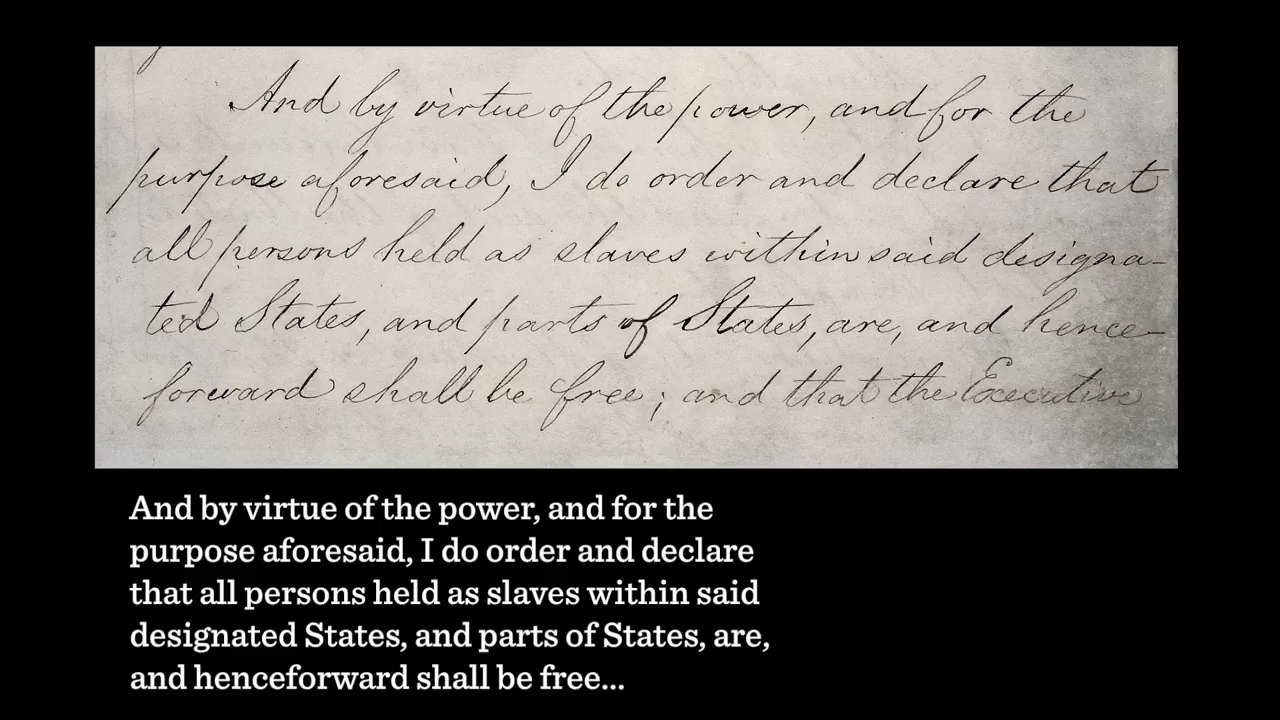 And by virtue of the power, and for the
purpose aforesaid, I do order and declare that
all persons held as slaves within said designa-
ted States, and parts of States, are, and hence-
forward shall be free; and that the Executive
And by virtue of the power, and for the
purpose aforesaid, I do order and declare
that all persons held as slaves within said
designated States, and parts of States, are,
and henceforward shall be free...